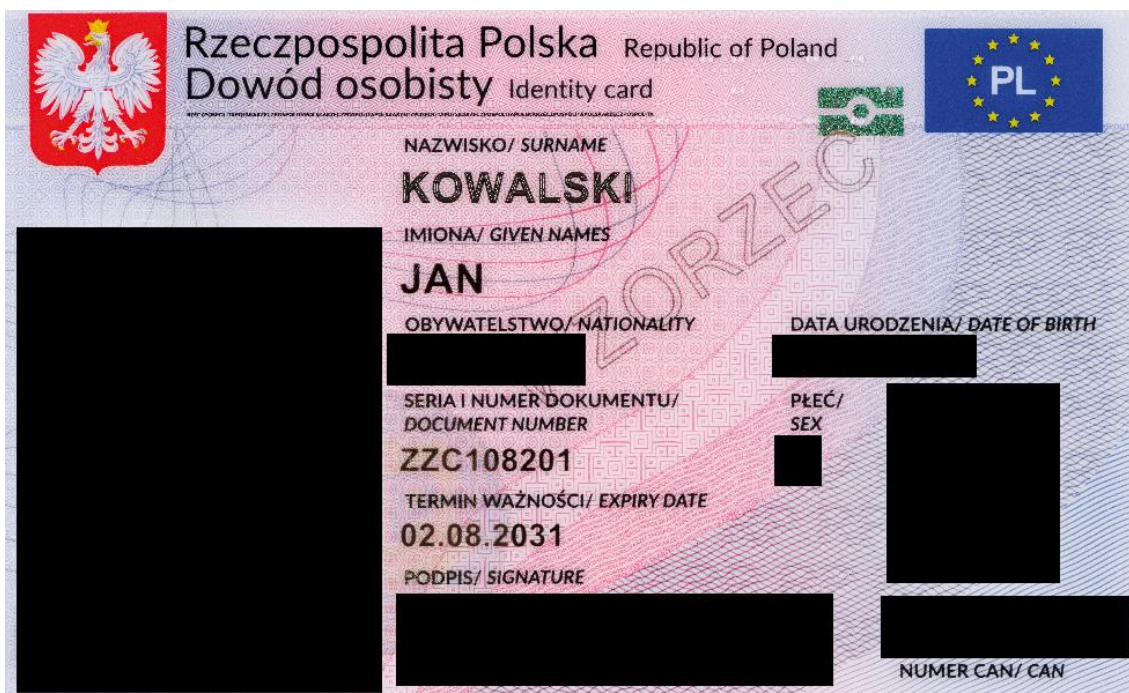 Rzeczpospolita Polska Republic of Poland
Dowód osobisty Identity card
PL
NAZWISKO/ SURNAME
KOWALSKI
IMIONA/ GIVEN NAMES
JAN
OBYWATELSTWO/ NATIONALITY
DATA URODZENIA/ DATE OF BIRTH
SERIA I NUMER DOKUMENTU/
DOCUMENT NUMBER
PŁEĆ/
SEX
ZZC108201
TERMIN WAŻNOŚCI/ EXPIRY DATE
02.08.2031
PODPIS/ SIGNATURE
NUMER CAN/ CAN
WZORZEC